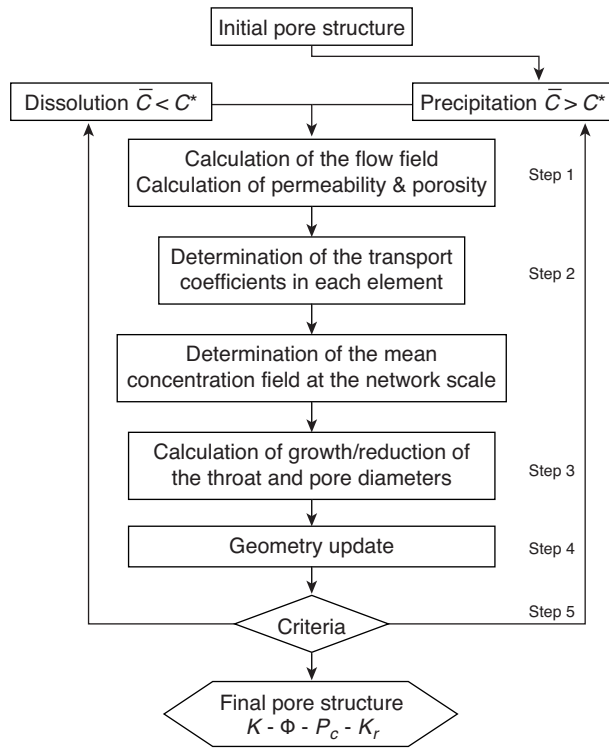 Initial pore structure
Dissolution C̅ < C*
Precipitation C̅ > C*
Calculation of the flow field
Calculation of permeability & porosity
Step 1
Determination of the transport
coefficients in each element
Step 2
Determination of the mean
concentration field at the network scale
Calculation of growth/reduction of
the throat and pore diameters
Step 3
Geometry update
Step 4
Criteria
Step 5
Final pore structure
K - Φ - P_c - K_r